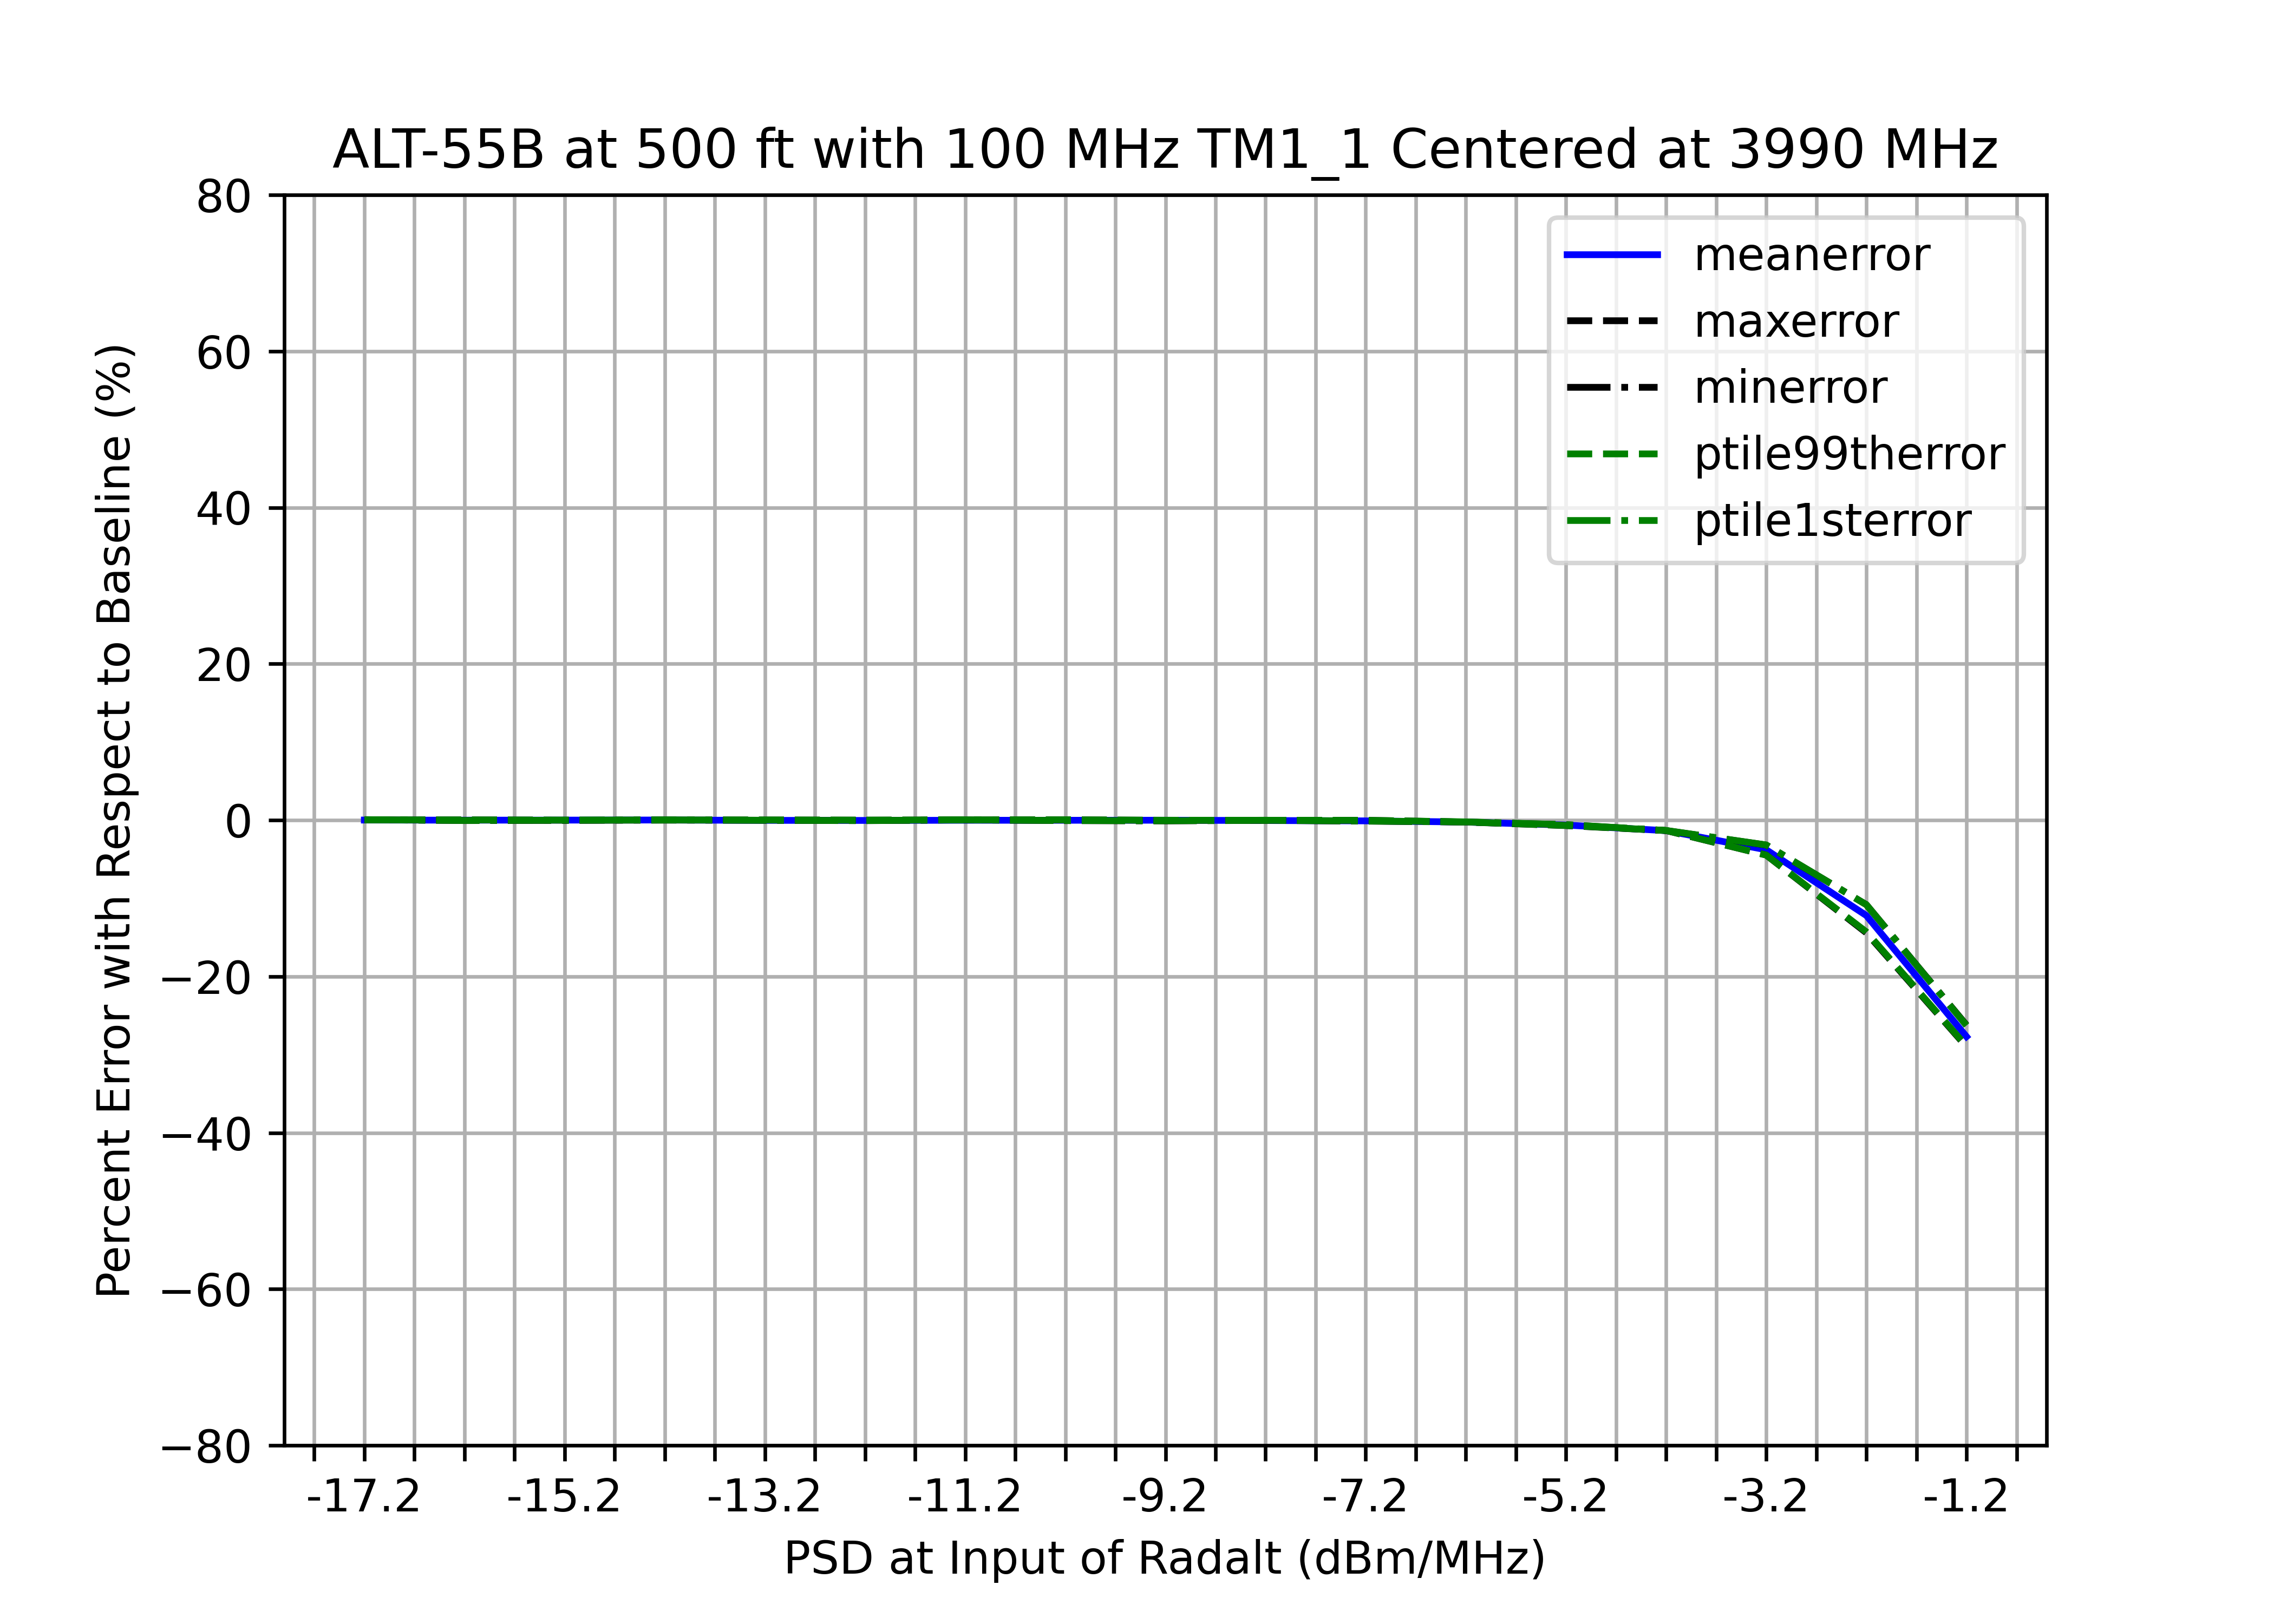 ALT-55B at 500 ft with 100 MHz TM1_1 Centered at 3990 MHz
Percent Error with Respect to Baseline (%)
80
60
40
20
0
−20
−40
−60
−80
meanerror
maxerror
minerror
ptile99therror
ptile1sterror
-17.2 -15.2 -13.2 -11.2 -9.2 -7.2 -5.2 -3.2 -1.2
PSD at Input of Radalt (dBm/MHz)